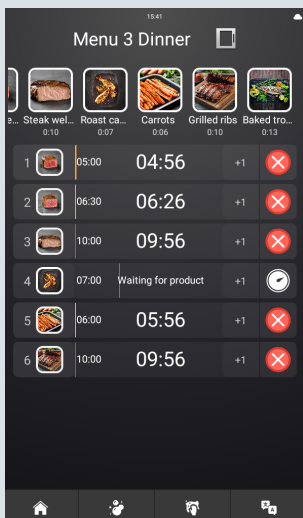 15:41
Menu 3 Dinner
e... Steak wel... Roast ca... Carrots Grilled ribs Baked tro...
0:10 0:07 0:06 0:10 0:13
1 05:00 04:56 +1
2 06:30 06:26 +1
3 10:00 09:56 +1
4 07:00 Waiting for product +1
5 06:00 05:56 +1
6 10:00 09:56 +1